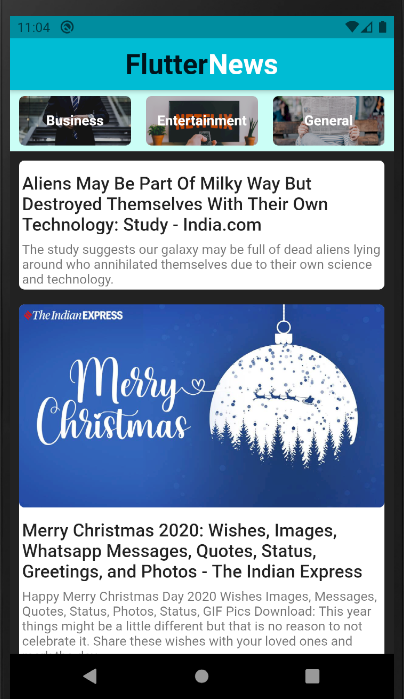 11:04
FlutterNews
Business
Entertainment
General
NETFLIX
Aliens May Be Part Of Milky Way But
Destroyed Themselves With Their Own
Technology: Study - India.com
The study suggests our galaxy may be full of dead aliens lying
around who annihilated themselves due to their own science
and technology.
The Indian EXPRESS
Merry
Christmas
Merry Christmas 2020: Wishes, Images,
Whatsapp Messages, Quotes, Status,
Greetings, and Photos - The Indian Express
Happy Merry Christmas Day 2020 Wishes Images, Messages,
Quotes, Status, Photos, Status, GIF Pics Download: This year
things might be a little different but that is no reason to not
celebrate it. Share these wishes with your loved ones and